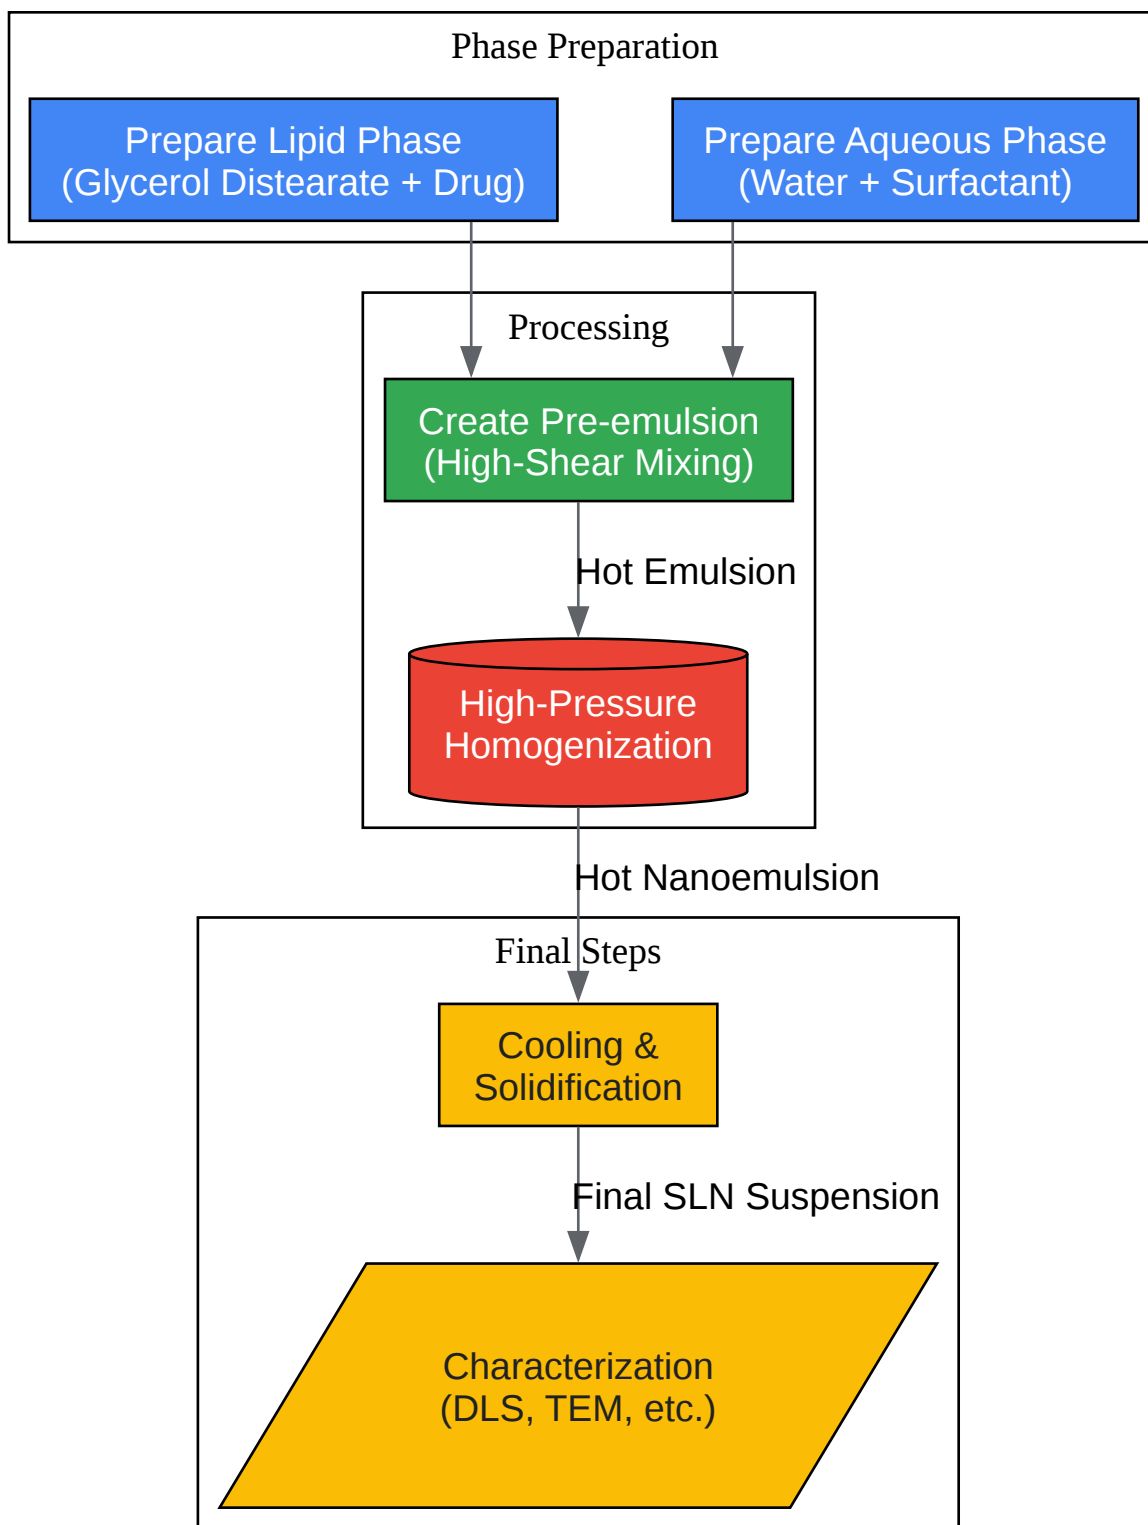 Phase Preparation
Prepare Lipid Phase
(Glycerol Distearate + Drug)
Prepare Aqueous Phase
(Water + Surfactant)
Processing
Create Pre-emulsion
(High-Shear Mixing)
Hot Emulsion
High-Pressure
Homogenization
Hot Nanoemulsion
Final Steps
Cooling &
Solidification
Final SLN Suspension
Characterization
(DLS, TEM, etc.)